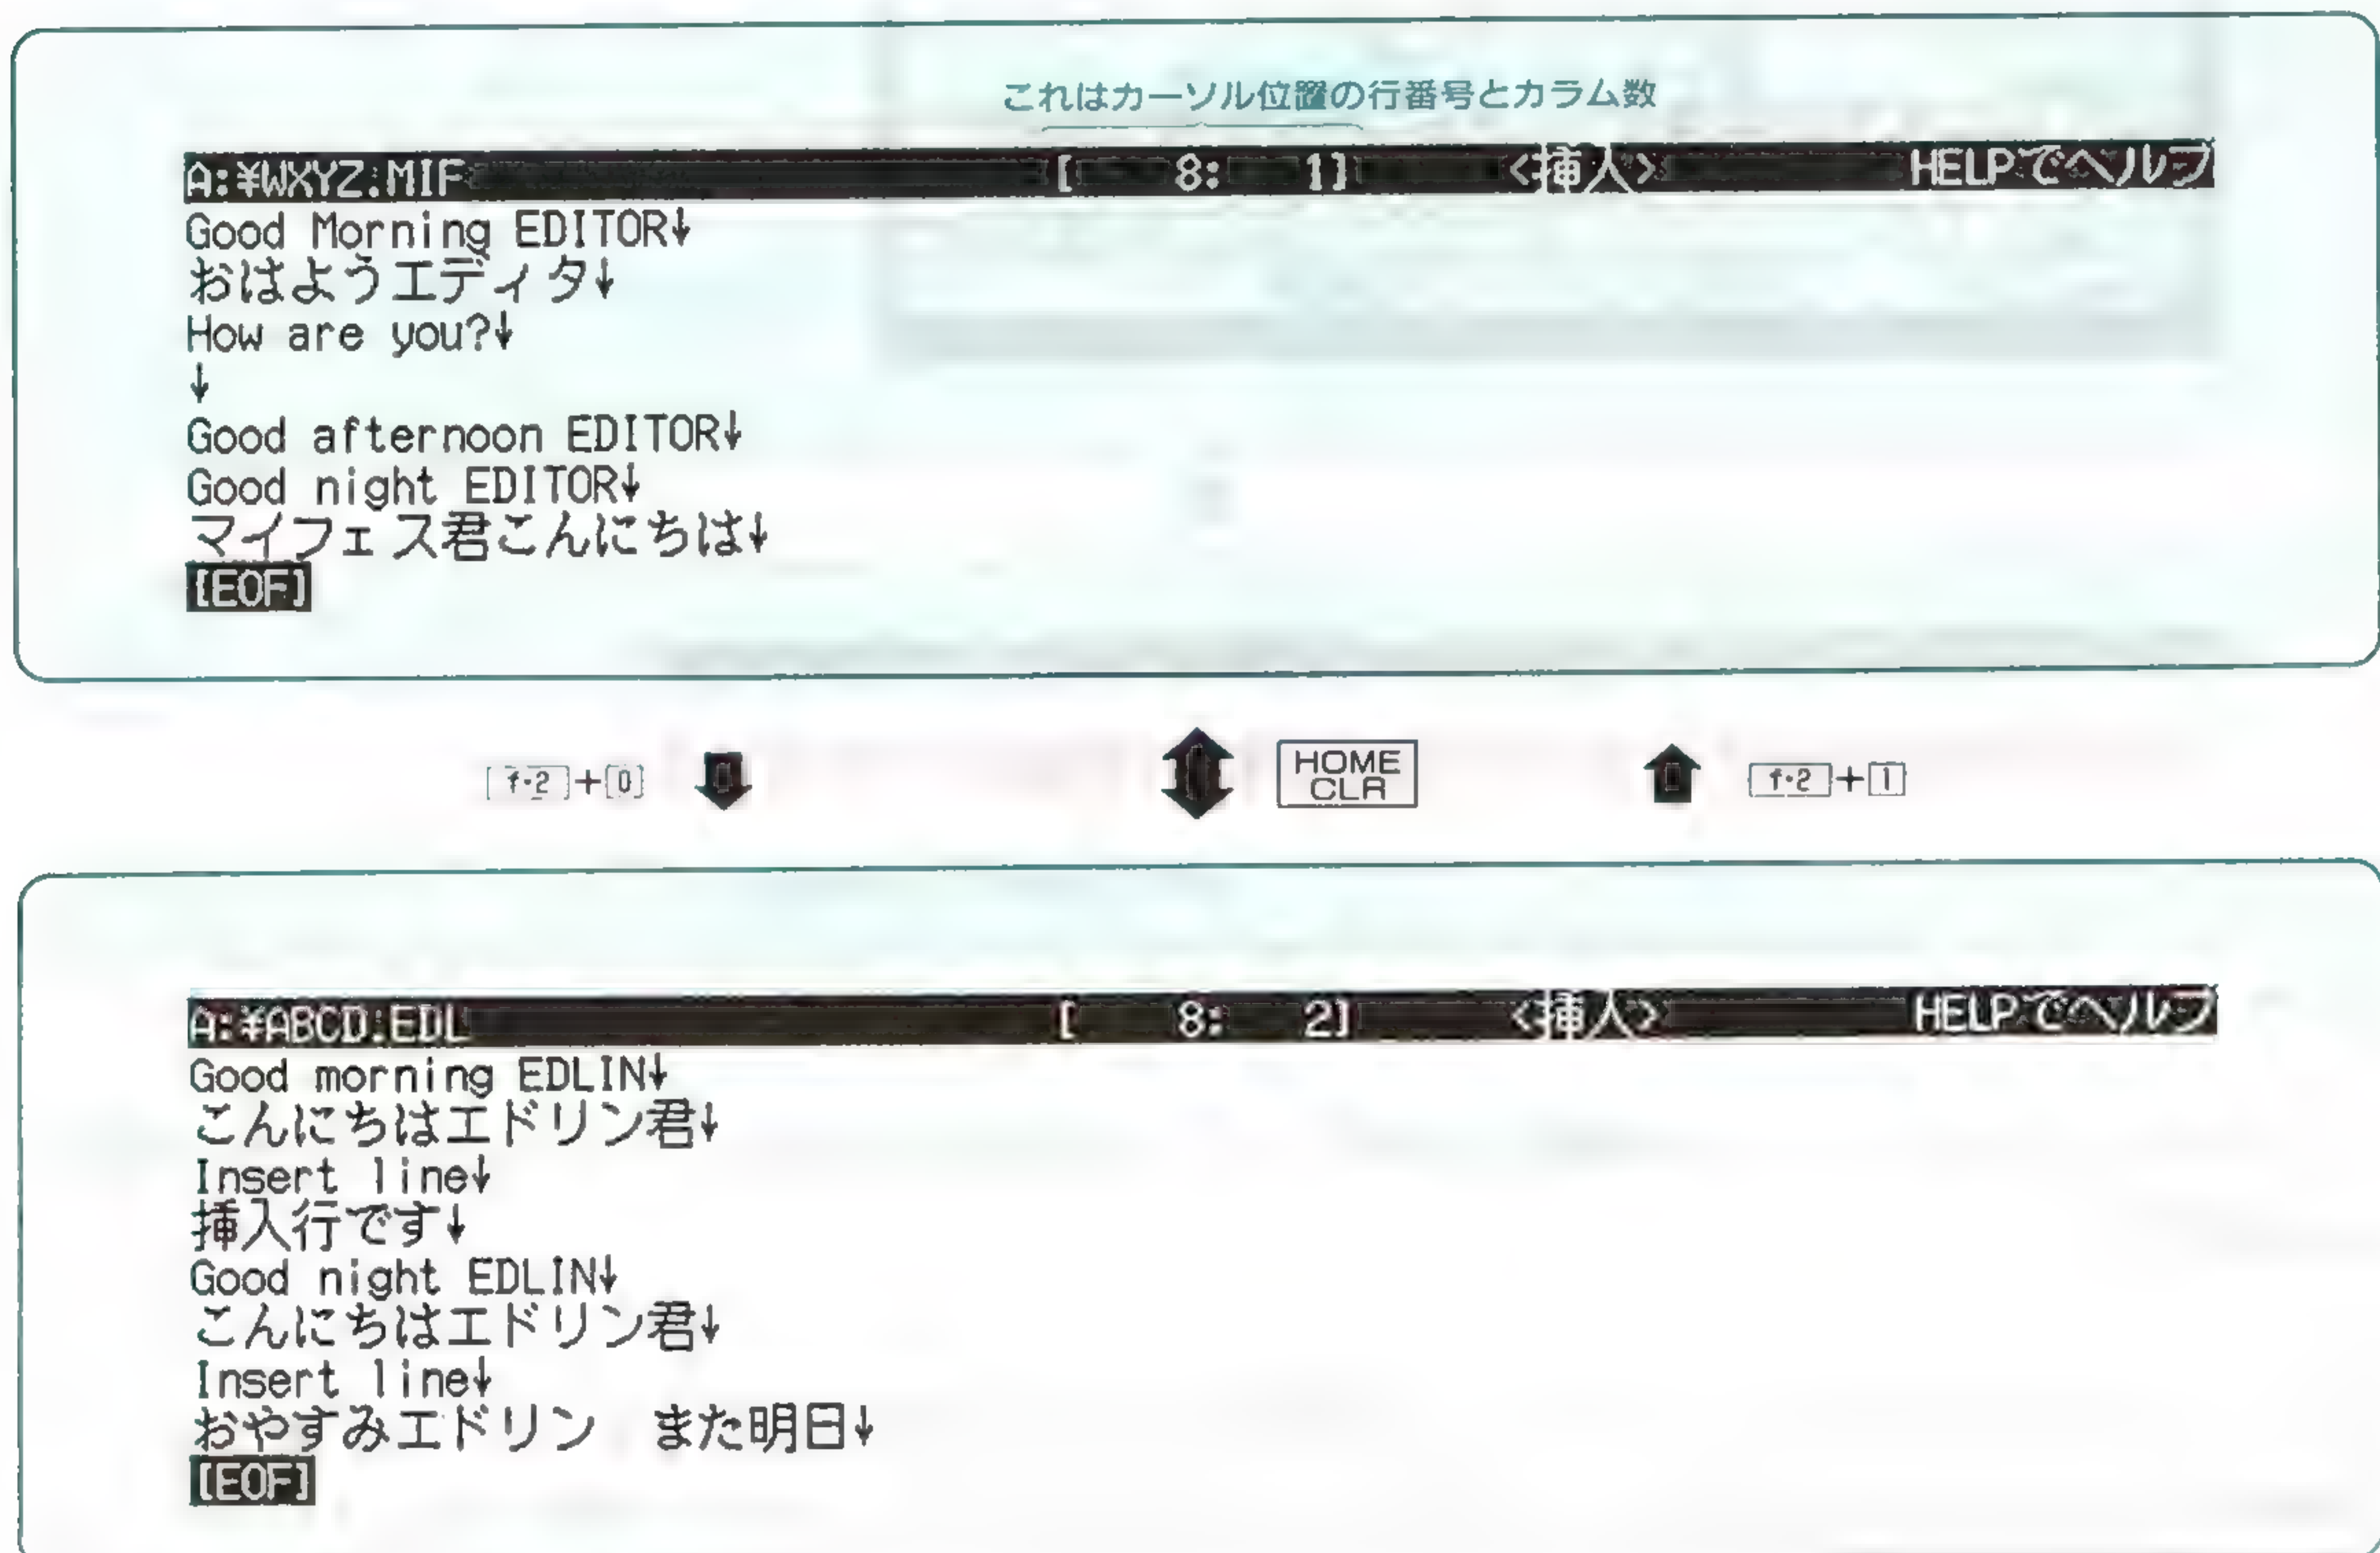 これはカーソル位置の行番号とカラム数
A:¥WXYZ.MIF [ 8: 1] <挿入> HELPでヘルプ
Good Morning EDITOR↓
おはようエディタ↓
How are you?↓
↓
Good afternoon EDITOR↓
Good night EDITOR↓
マイフェス君こんにちは↓
[EOF]
f・2+0 HOME CLR f・2+1
A:¥ABCD.EDL [ 8: 2] <挿入> HELPでヘルプ
Good morning EDLIN↓
こんにちはエドリン君↓
Insert line↓
挿入行です↓
Good night EDLIN↓
こんにちはエドリン君↓
Insert line↓
おやすみエドリン　また明日↓
[EOF]